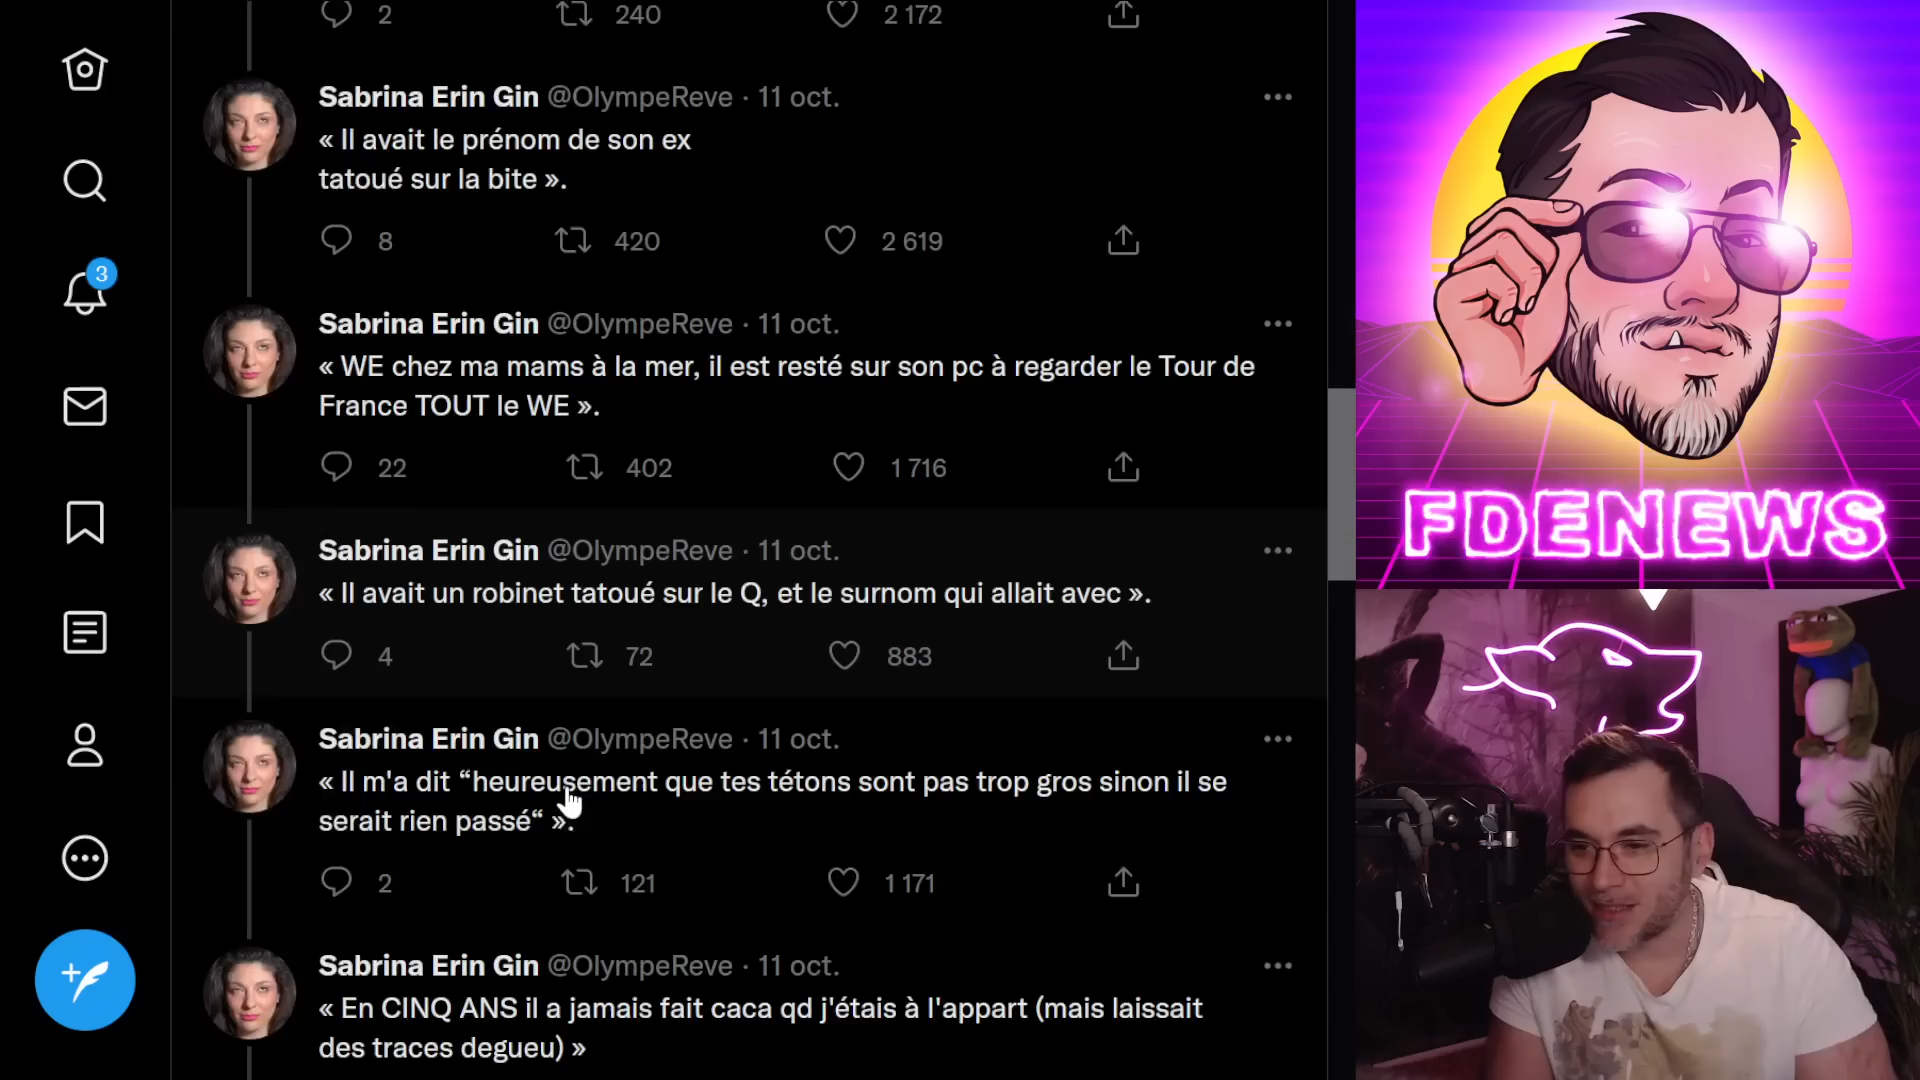 2 240 2 172
Sabrina Erin Gin @OlympeReve · 11 oct.
« Il avait le prénom de son ex
tatoué sur la bite ».
8 420 2 619
Sabrina Erin Gin @OlympeReve · 11 oct.
« WE chez ma mams à la mer, il est resté sur son pc à regarder le Tour de
France TOUT le WE ».
22 402 1 716
Sabrina Erin Gin @OlympeReve · 11 oct.
« Il avait un robinet tatoué sur le Q, et le surnom qui allait avec ».
4 72 883
Sabrina Erin Gin @OlympeReve · 11 oct.
« Il m'a dit “heureusement que tes tétons sont pas trop gros sinon il se
serait rien passé“ ».
2 121 1 171
Sabrina Erin Gin @OlympeReve · 11 oct.
« En CINQ ANS il a jamais fait caca qd j'étais à l'appart (mais laissait
des traces degueu) »
3
FDENEWS